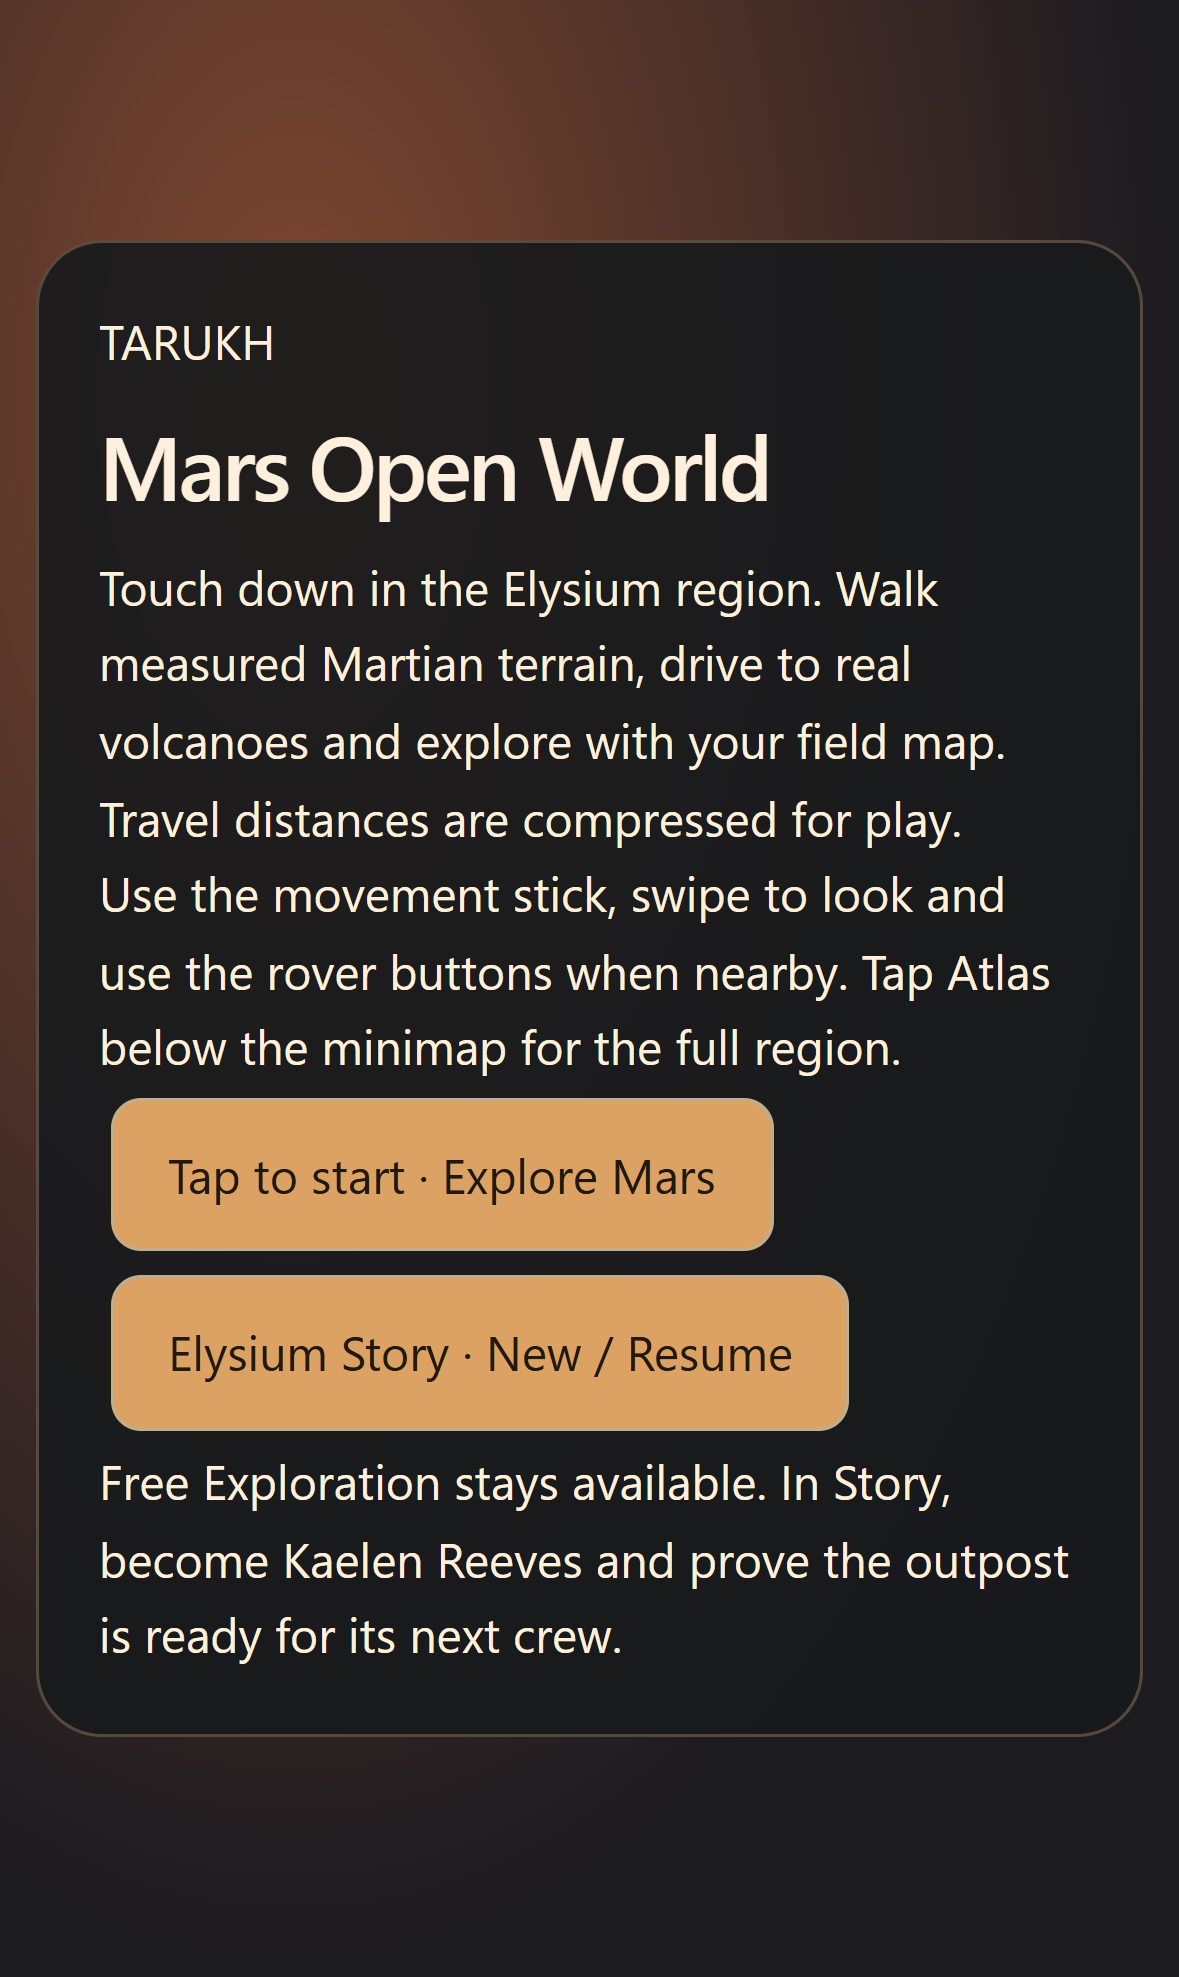 TARUKH
Mars Open World
Touch down in the Elysium region. Walk
measured Martian terrain, drive to real
volcanoes and explore with your field map.
Travel distances are compressed for play.
Use the movement stick, swipe to look and
use the rover buttons when nearby. Tap Atlas
below the minimap for the full region.
Tap to start · Explore Mars
Elysium Story · New / Resume
Free Exploration stays available. In Story,
become Kaelen Reeves and prove the outpost
is ready for its next crew.